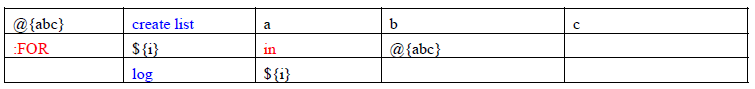 @{abc} create list a b c
:FOR ${i} in @{abc}
log ${i}